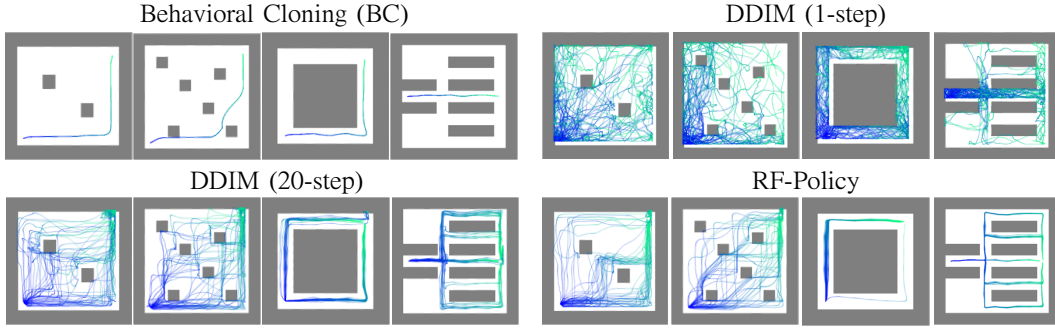 Behavioral Cloning (BC)
DDIM (1-step)
DDIM (20-step)
RF-Policy